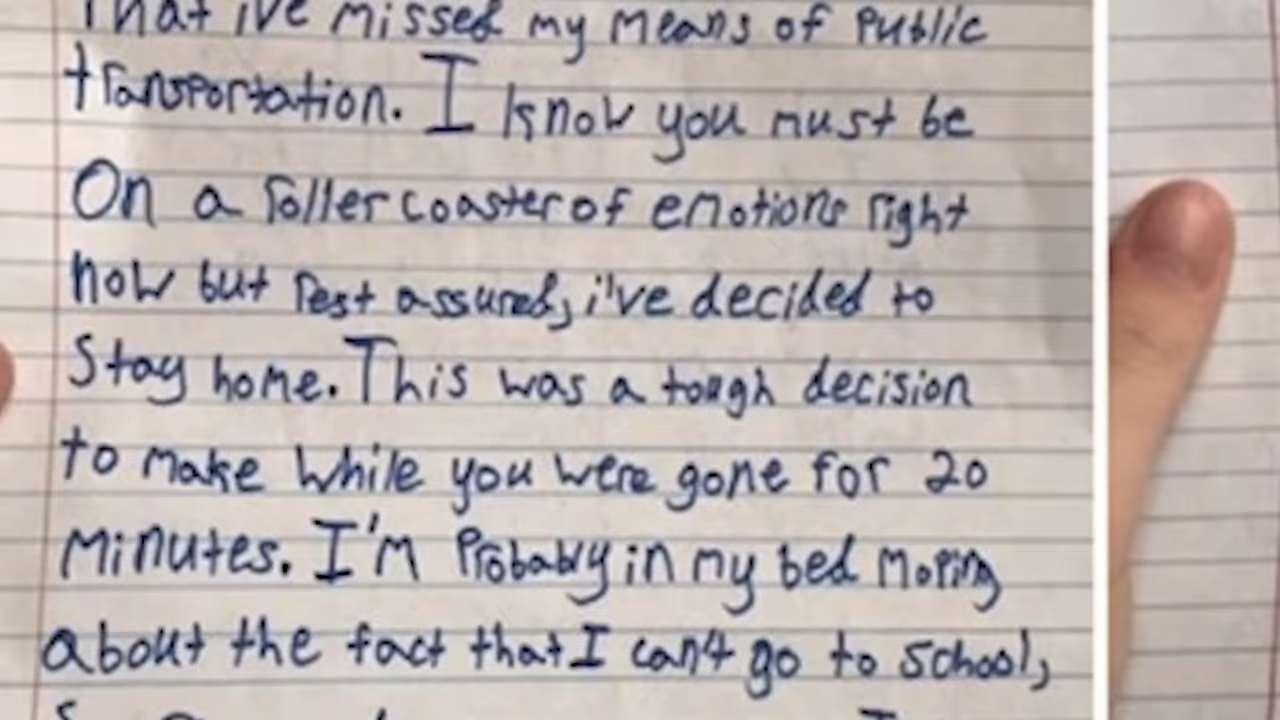 That ive missed my means of public
transportation. I know you must be
On a roller coaster of emotions right
now but rest assured, i've decided to
Stay home. This was a tough decision
to make while you were gone for 20
minutes. I'm Probably in my bed moping
about the fact that I can't go to school,